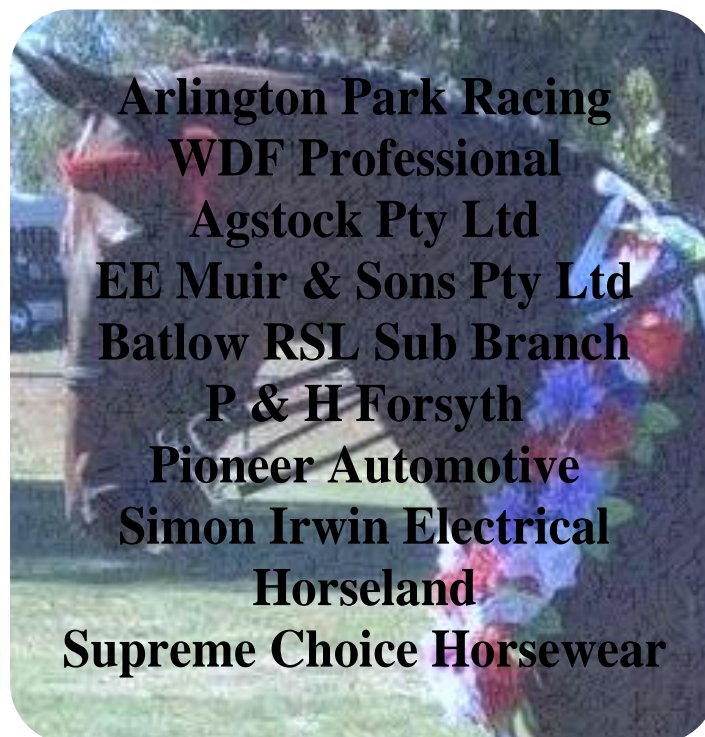 Arlington Park Racing
WDF Professional
Agstock Pty Ltd
EE Muir & Sons Pty Ltd
Batlow RSL Sub Branch
P & H Forsyth
Pioneer Automotive
Simon Irwin Electrical
Horseland
Supreme Choice Horsewear